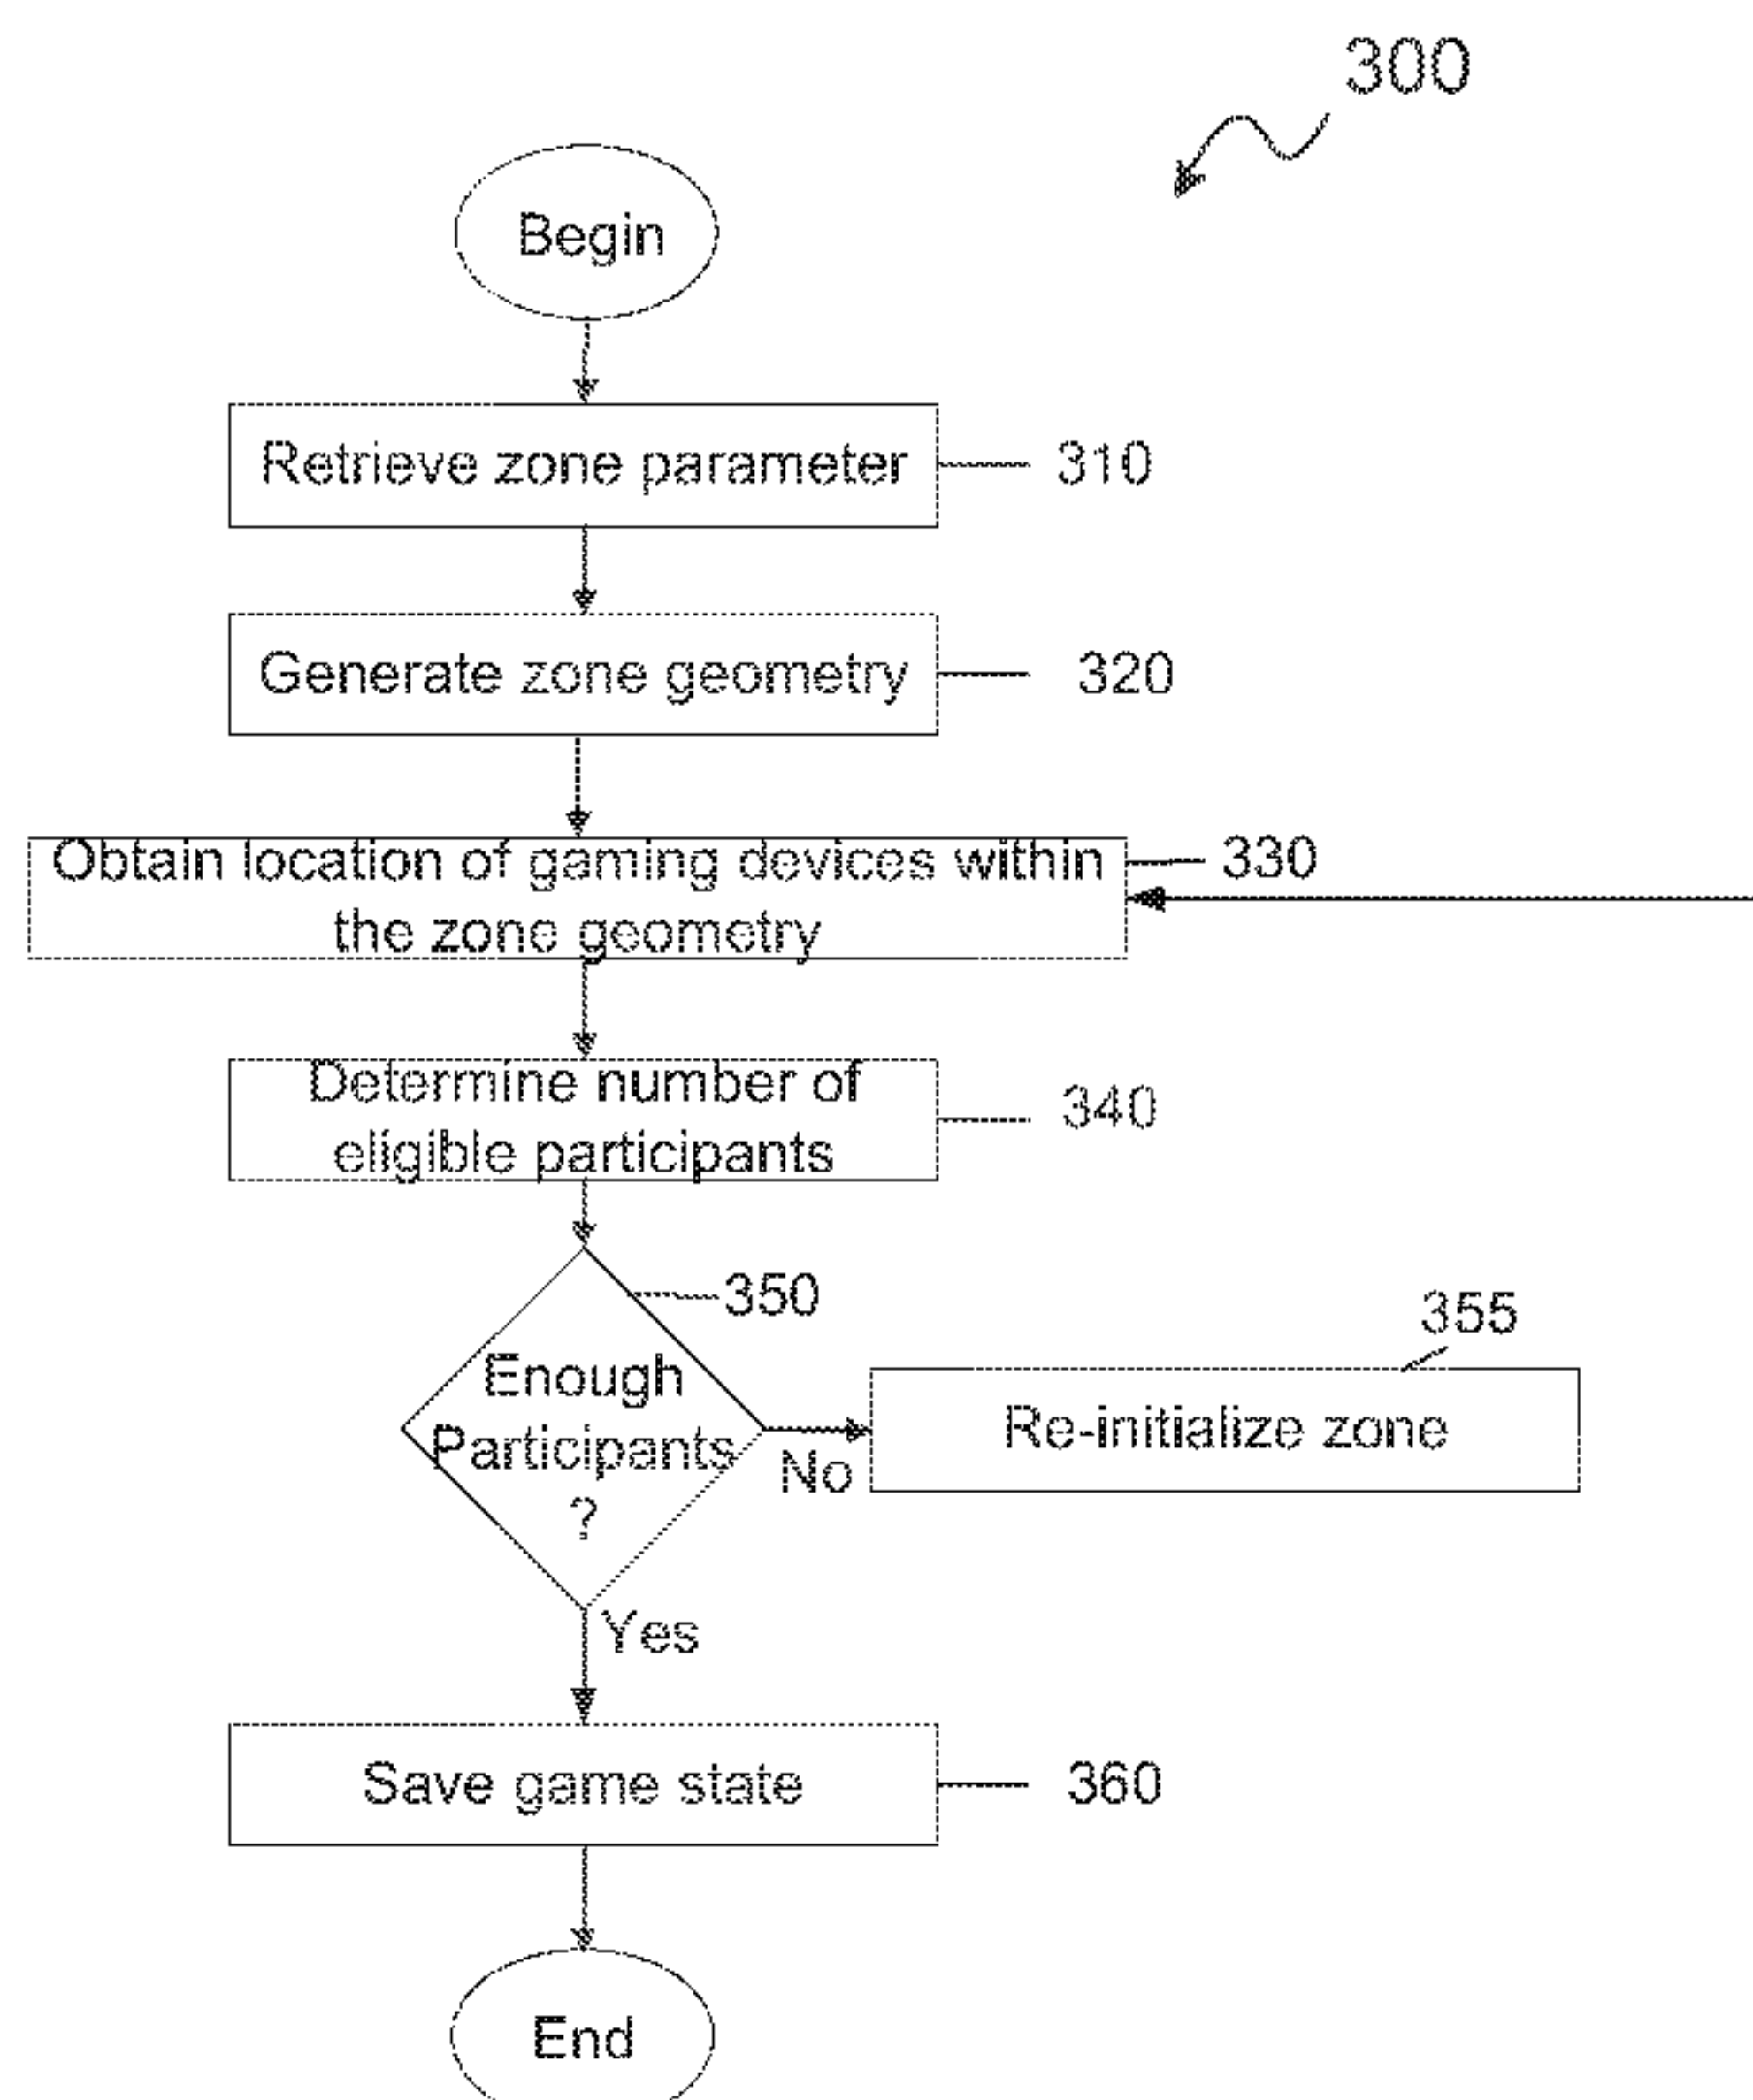 300
Begin
Retrieve zone parameter
310
Generate zone geometry
320
Obtain location of gaming devices within
the zone geometry
330
Determine number of
eligible participants
340
350
Enough
Participants
?
No
355
Re-initialize zone
Yes
Save game state
360
End